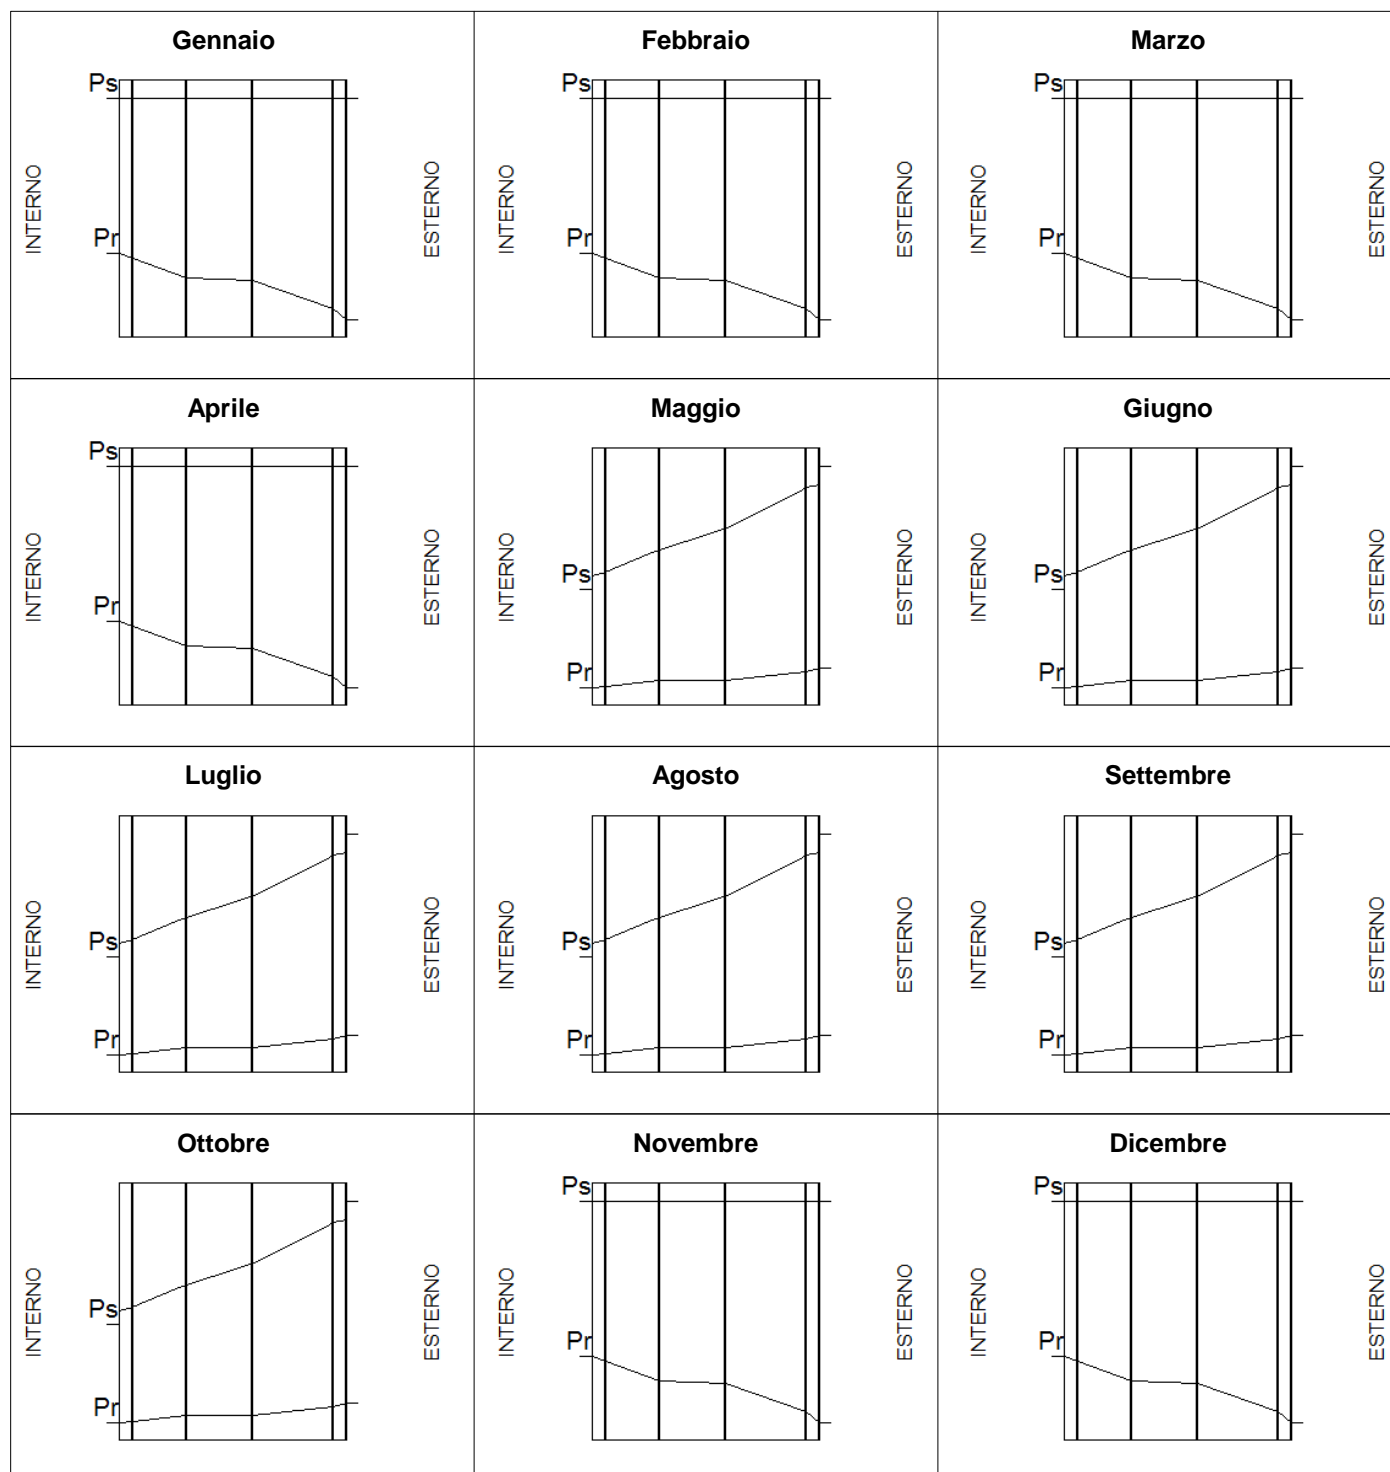 Gennaio
Febbraio
Marzo
Ps
Ps
Ps
INTERNO
ESTERNO
INTERNO
ESTERNO
INTERNO
ESTERNO
Pr
Pr
Pr
Aprile
Maggio
Giugno
Ps
INTERNO
ESTERNO
INTERNO
ESTERNO
INTERNO
ESTERNO
Ps
Ps
Pr
Pr
Pr
Luglio
Agosto
Settembre
INTERNO
ESTERNO
INTERNO
ESTERNO
INTERNO
ESTERNO
Ps
Ps
Ps
Pr
Pr
Pr
Ottobre
Novembre
Dicembre
Ps
Ps
INTERNO
ESTERNO
INTERNO
ESTERNO
INTERNO
ESTERNO
Ps
Pr
Pr
Pr